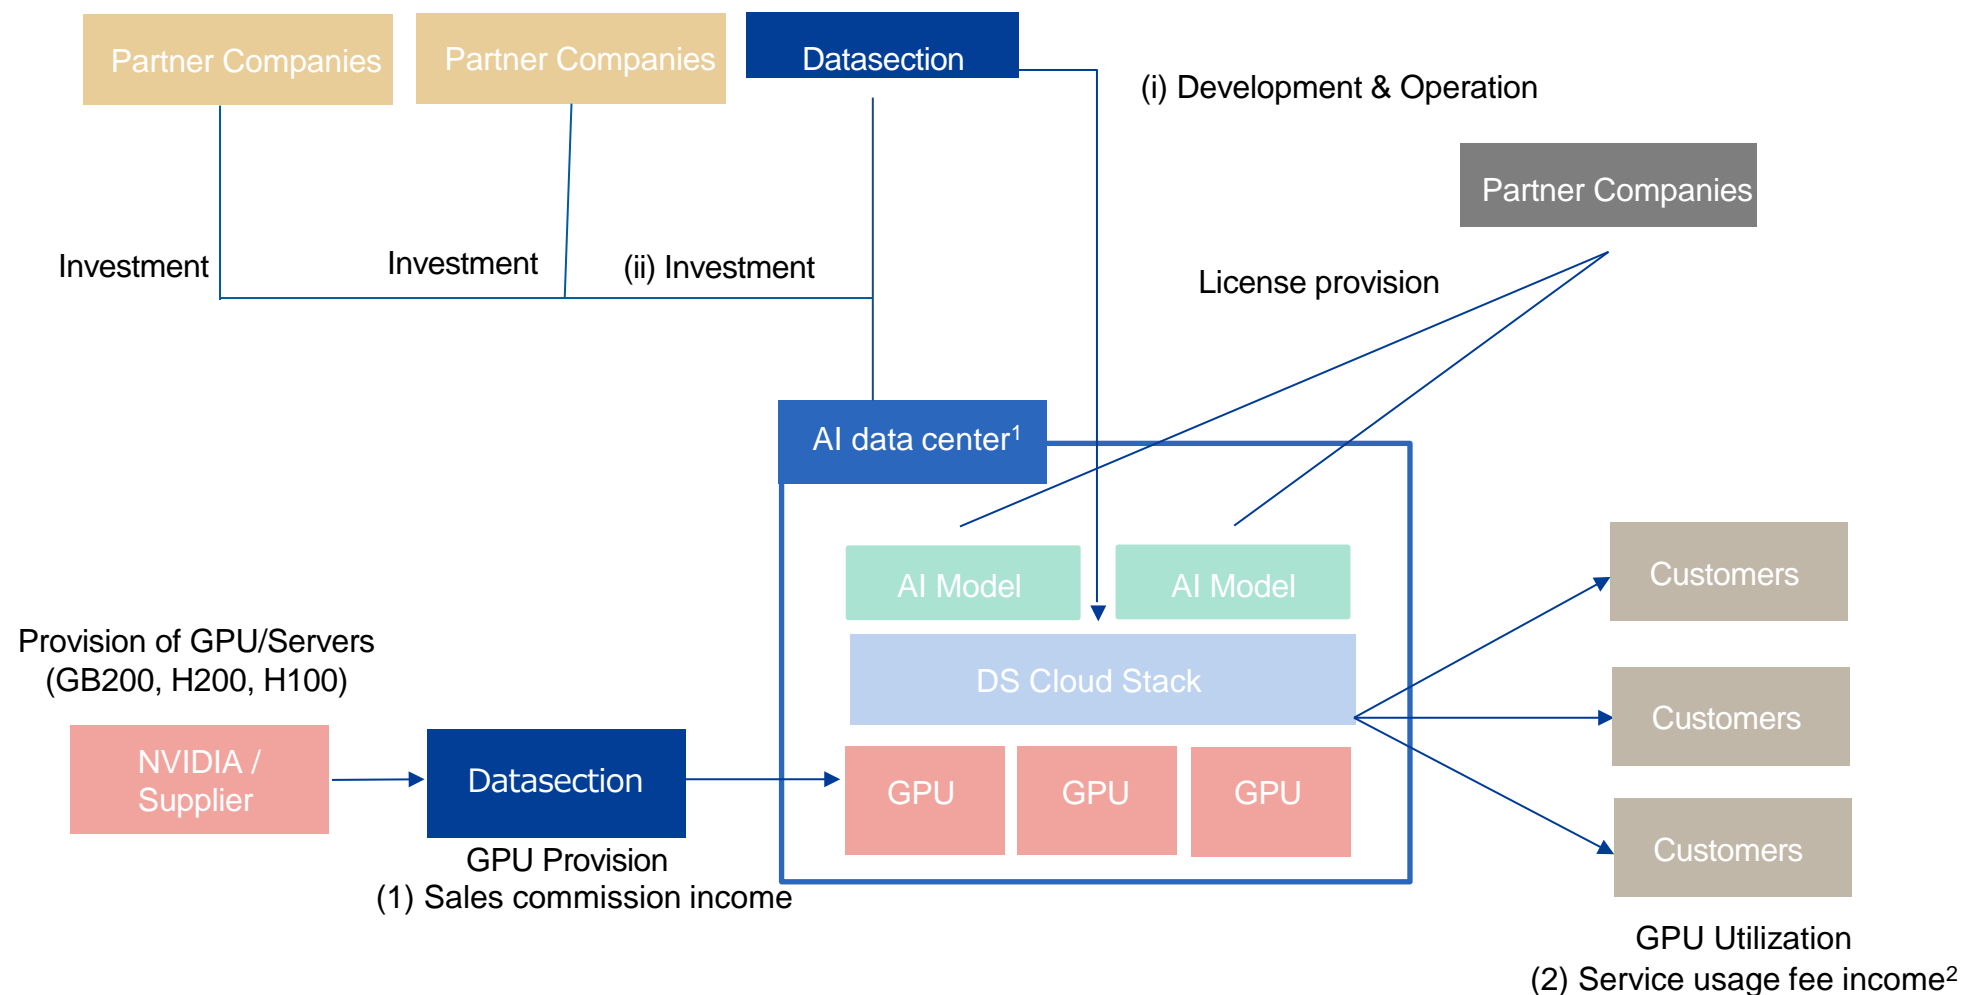 Partner Companies
Partner Companies
Datasection
(i) Development & Operation
Partner Companies
Investment
Investment
(ii) Investment
License provision
AI data center¹
AI Model
AI Model
Customers
Provision of GPU/Servers
(GB200, H200, H100)
DS Cloud Stack
Customers
NVIDIA /
Supplier
Datasection
GPU
GPU
GPU
Customers
GPU Provision
(1) Sales commission income
GPU Utilization
(2) Service usage fee income²